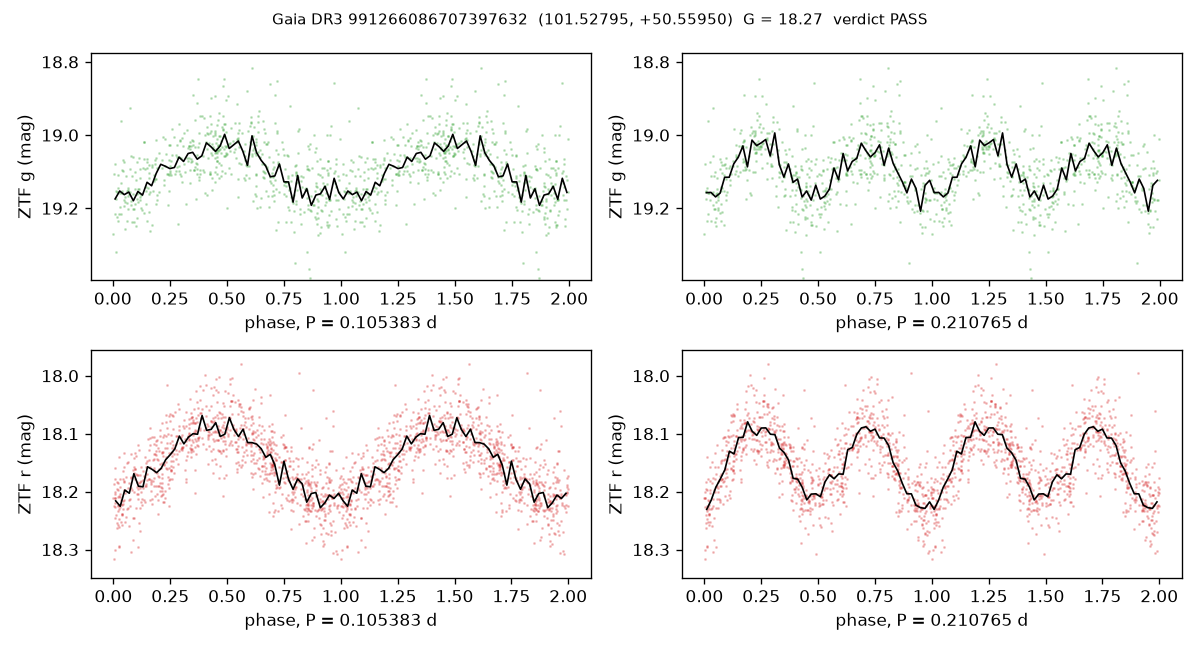 Gaia DR3 991266086707397632 (101.52795, +50.55950) G = 18.27 verdict PASS
ZTF g (mag)
18.8
19.0
19.2
0.00 0.25 0.50 0.75 1.00 1.25 1.50 1.75 2.00
phase, P = 0.105383 d
ZTF g (mag)
18.8
19.0
19.2
0.00 0.25 0.50 0.75 1.00 1.25 1.50 1.75 2.00
phase, P = 0.210765 d
ZTF r (mag)
18.0
18.1
18.2
18.3
0.00 0.25 0.50 0.75 1.00 1.25 1.50 1.75 2.00
phase, P = 0.105383 d
ZTF r (mag)
18.0
18.1
18.2
18.3
0.00 0.25 0.50 0.75 1.00 1.25 1.50 1.75 2.00
phase, P = 0.210765 d